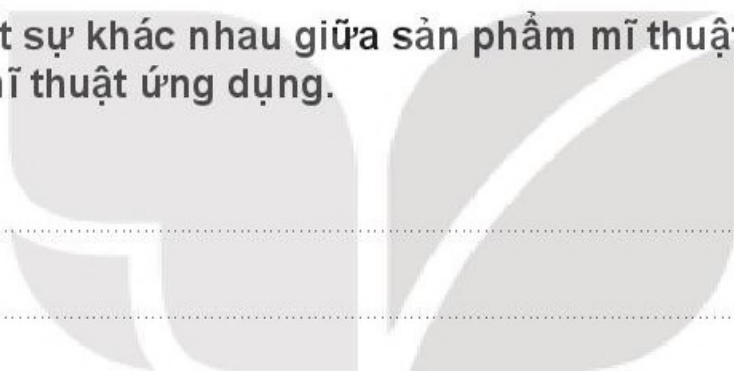 t sự khác nhau giữa sản phẩm mĩ thuật
ĩ thuật ứng dụng.